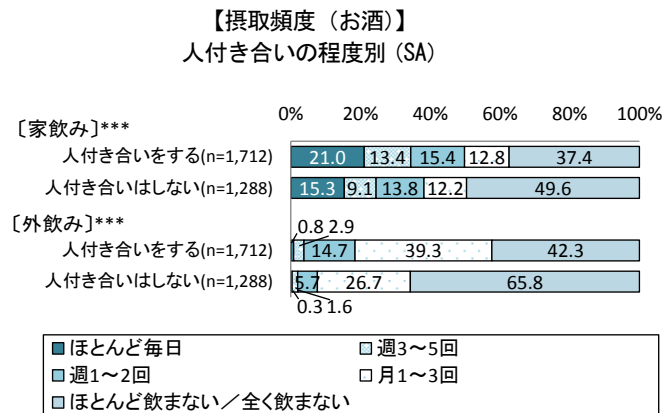 【摂取頻度（お酒）】
人付き合いの程度別（SA）
0% 20% 40% 60% 80% 100%
〔家飲み〕***
人付き合いをする(n=1,712) 21.0 13.4 15.4 12.8 37.4
人付き合いはしない(n=1,288) 15.3 9.1 13.8 12.2 49.6
〔外飲み〕***
0.8 2.9
人付き合いをする(n=1,712) 14.7 39.3 42.3
人付き合いはしない(n=1,288) 5.7 26.7 65.8
0.3 1.6
ほとんど毎日 週3～5回
週1～2回 月1～3回
ほとんど飲まない／全く飲まない